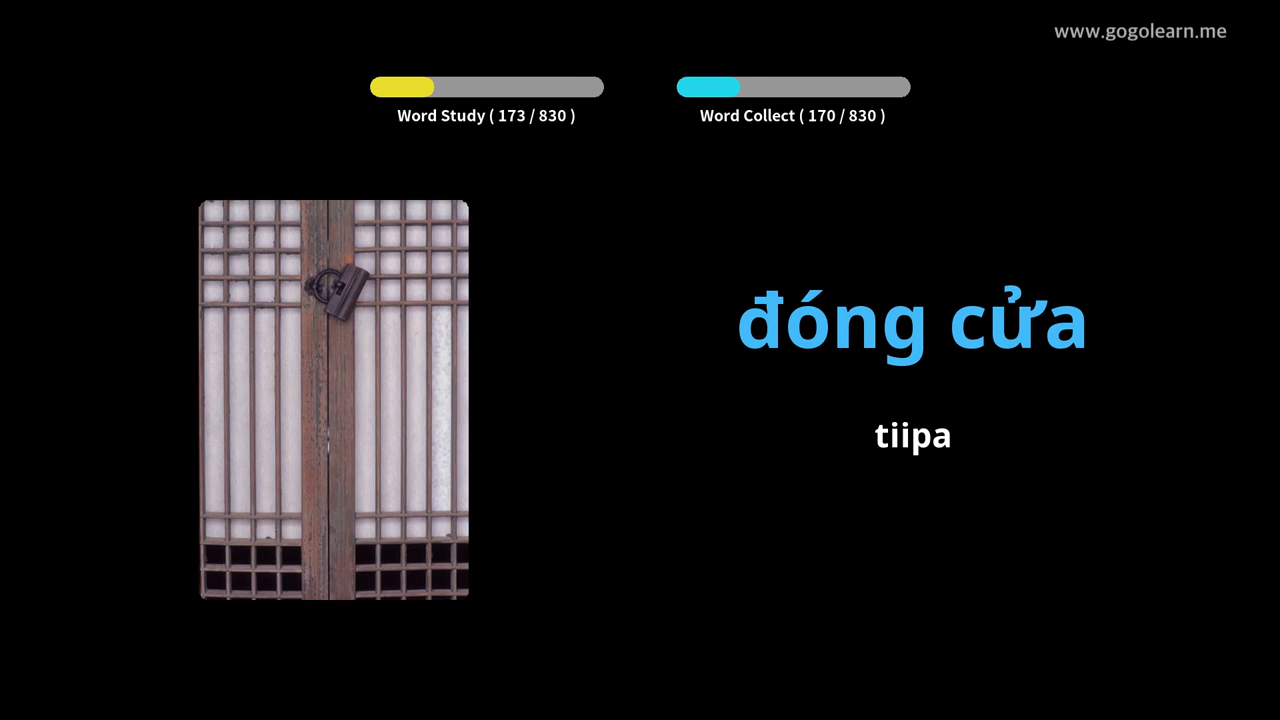 www.gogolearn.me
Word Study ( 173 / 830 )
Word Collect ( 170 / 830 )
đóng cửa
tiipa